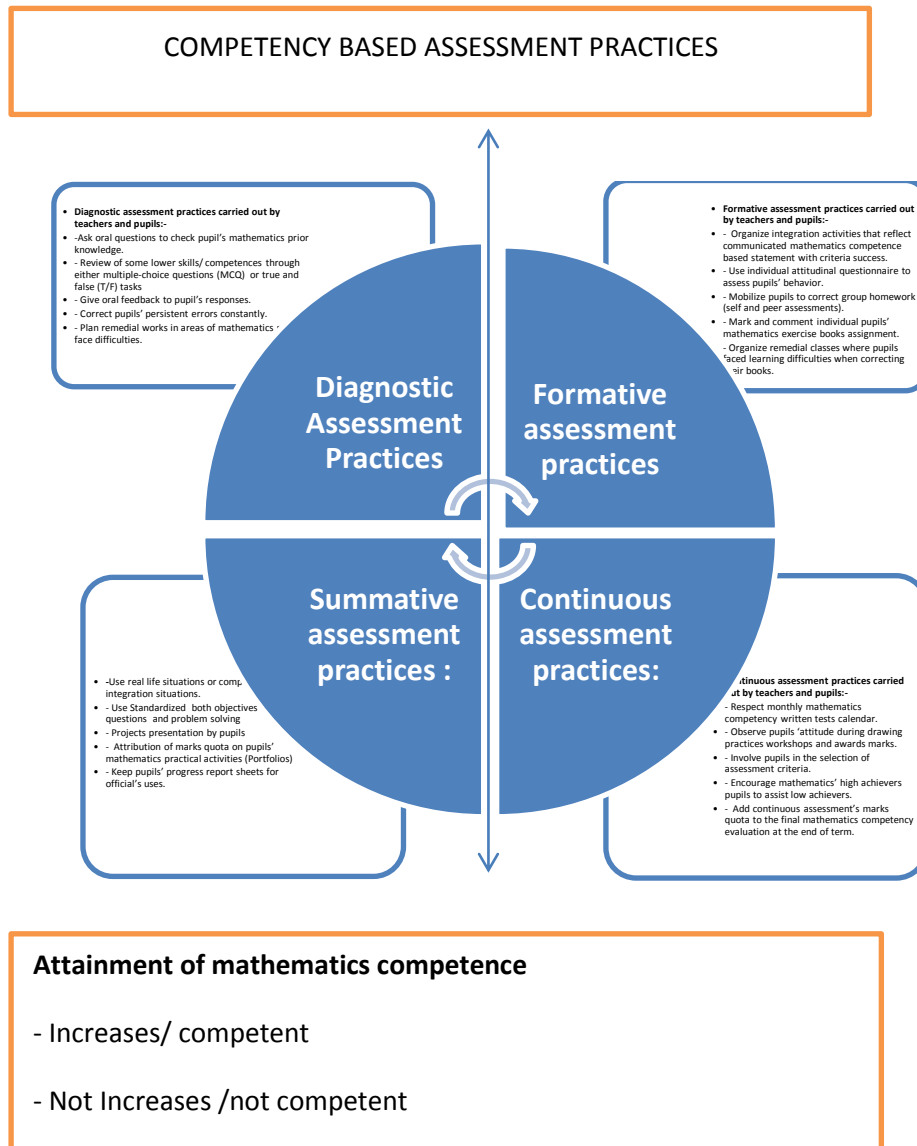 COMPETENCY BASED ASSESSMENT PRACTICES
• Diagnostic assessment practices carried out by
teachers and pupils:-
• -Ask oral questions to check pupil's mathematics prior
knowledge.
• - Review of some lower skills/ competences through
either multiple-choice questions (MCQ) or true and
false (T/F) tasks
• - Give oral feedback to pupil's responses.
• - Correct pupils' persistent errors constantly.
• - Plan remedial works in areas of mathematics
face difficulties.
• Formative assessment practices carried out
by teachers and pupils:-
• - Organize integration activities that reflect
communicated mathematics competence
based statement with criteria success.
• - Use individual attitudinal questionnaire to
assess pupils' behavior.
• - Mobilize pupils to correct group homework
(self and peer assessments).
• - Mark and comment individual pupils'
mathematics exercise books assignment.
- Organize remedial classes where pupils
faced learning difficulties when correcting
books.
Diagnostic
Assessment
Practices
Formative
assessment
practices
Summative
assessment
practices :
Continuous
assessment
practices:
• -Use real life situations or
integration situations.
• - Use Standardized both objectives
questions and problem solving
• - Projects presentation by pupils
• - Attribution of marks quota on pupils'
mathematics practical activities (Portfolios)
• - Keep pupils' progress report sheets for
official's uses.
assessment practices carried
by teachers and pupils:-
- Respect monthly mathematics
competency written tests calendar.
• - Observe pupils 'attitude during drawing
practices workshops and awards marks.
• - Involve pupils in the selection of
assessment criteria.
• - Encourage mathematics' high achievers
pupils to assist low achievers.
• - Add continuous assessment's marks
quota to the final mathematics competency
evaluation at the end of term.
Attainment of mathematics competence
- Increases/ competent
- Not Increases /not competent